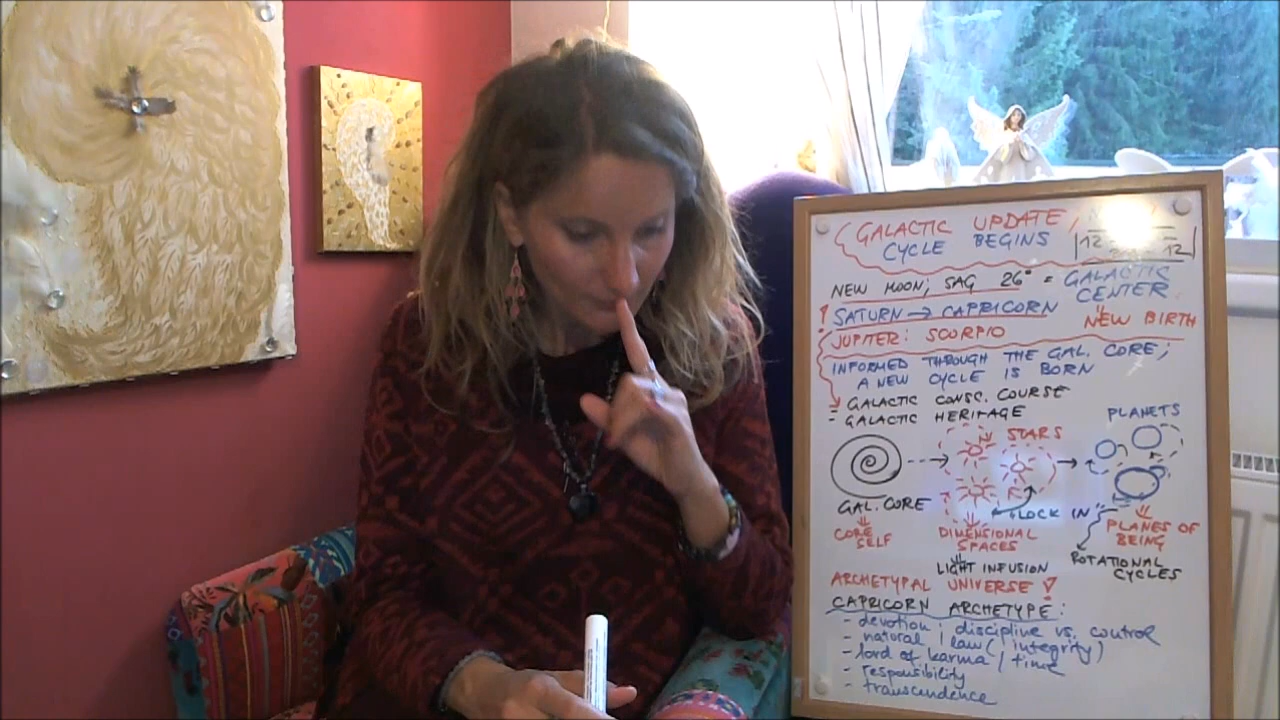 GALACTIC UPDATE,
CYCLE BEGINS
12 12
NEW MOON; SAG 26° = GALACTIC
CENTER
! SATURN → CAPRICORN
NEW BIRTH
JUPITER: SCORPIO
INFORMED THROUGH THE GAL. CORE;
A NEW CYCLE IS BORN
- GALACTIC CONSC. COURSE
- GALACTIC HERITAGE
PLANETS
STARS
GAL. CORE
LOCK IN
CORE
SELF
DIMENSIONAL
SPACES
PLANES OF
BEING
LIGHT INFUSION
ROTATIONAL
CYCLES
ARCHETYPAL UNIVERSE !
CAPRICORN ARCHETYPE:
- devotion / discipline vs. control
- natural law (integrity)
- lord of karma / time
- responsibility
- transcendence